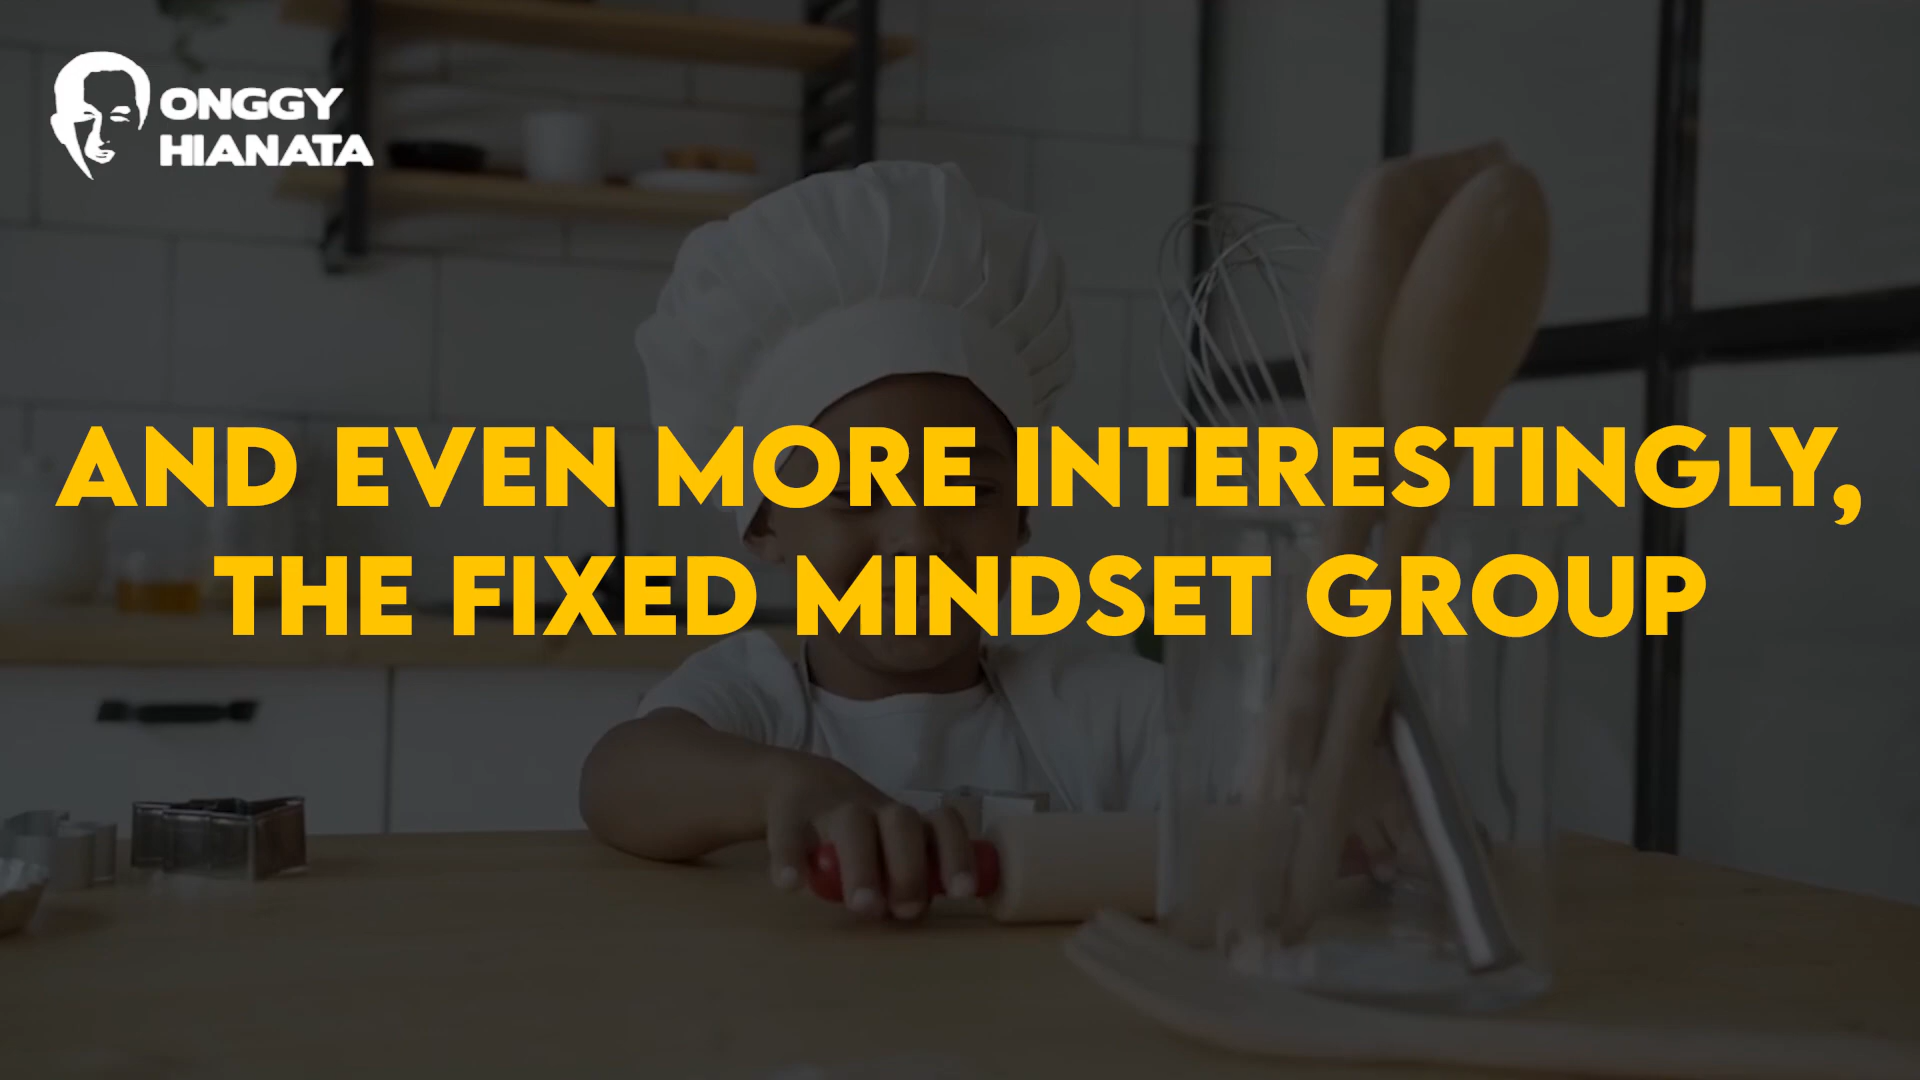 ONGGY
HIANATA
AND EVEN MORE INTERESTINGLY,
THE FIXED MINDSET GROUP